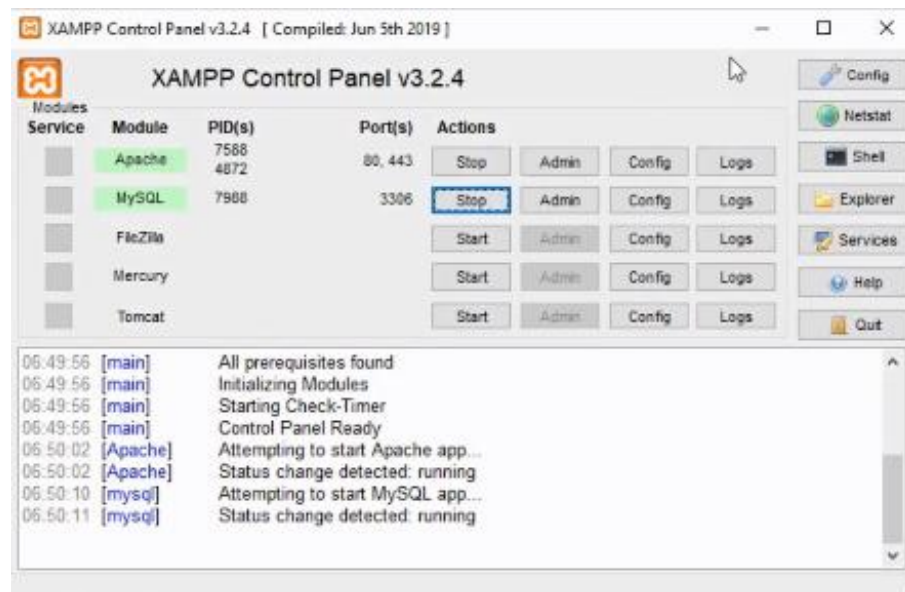 XAMPP Control Panel v3.2.4 [ Compiled: Jun 5th 2019 ]
XAMPP Control Panel v3.2.4
Config
Modules
Service Module PID(s) Port(s) Actions
Netstat
Apache 7588 4872 80, 443 Stop Admin Config Logs
Shell
MySQL 7988 3306 Stop Admin Config Logs
Explorer
FileZilla Start Admin Config Logs
Services
Mercury Start Admin Config Logs
Help
Tomcat Start Admin Config Logs
Quit
06:49:56 [main] All prerequisites found
06:49:56 [main] Initializing Modules
06:49:56 [main] Starting Check-Timer
06:49:56 [main] Control Panel Ready
06:50:02 [Apache] Attempting to start Apache app...
06:50:02 [Apache] Status change detected: running
06:50:10 [mysql] Attempting to start MySQL app...
06:50:11 [mysql] Status change detected: running